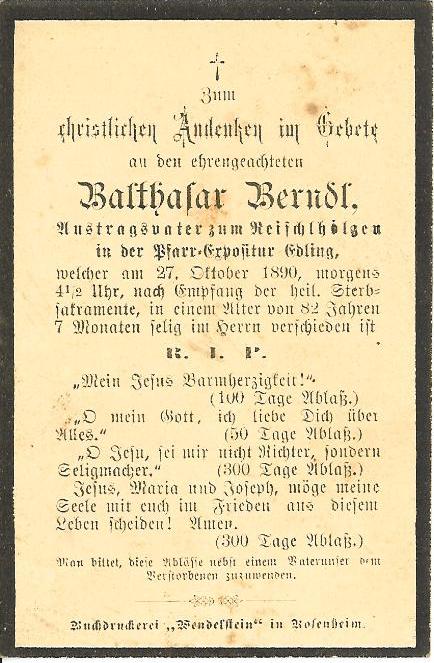 Zum
christlichen Andenken im Gebete
an den ehrengeachteten
Balthasar Berndl,
Austragsvater zum Reischlhölzen
in der Pfarr-Expositur Edling,
welcher am 27. Oktober 1890, morgens
4 1/2 Uhr, nach Empfang der heil. Sterb-
sakramente, in einem Alter von 82 Jahren
7 Monaten selig im Herrn verschieden ist
R. I. P.
„Mein Jesus Barmherzigkeit!“
(100 Tage Ablaß.)
„O mein Gott, ich liebe Dich über
Alles.“ (50 Tage Ablaß.)
„O Jesu, sei mir nicht Richter, sondern
Seligmacher.“ (300 Tage Ablaß.)
Jesus, Maria und Joseph, möge meine
Seele mit euch im Frieden aus diesem
Leben scheiden! Amen.
(300 Tage Ablaß.)
Man bittet, diese Ablässe nebst einem Vaterunser dem
Verstorbenen zuzuwenden.
Buchdruckerei „Wendelstein“ in Rosenheim.